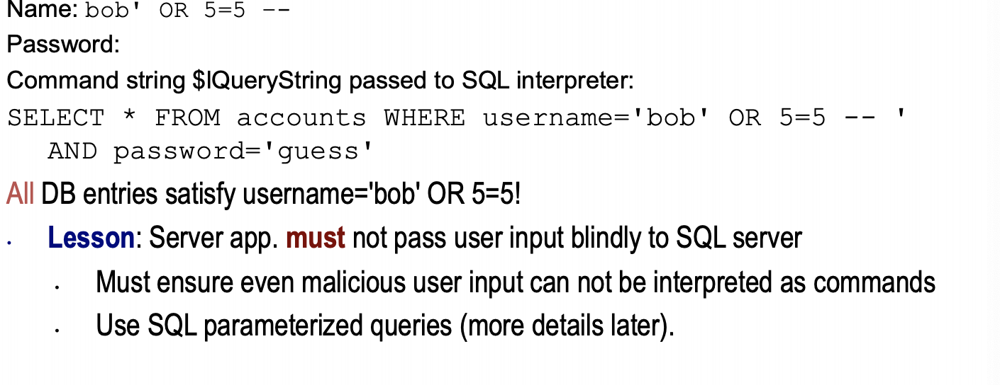 Name: bob' OR 5=5 --
Password:
Command string $lQueryString passed to SQL interpreter:
SELECT * FROM accounts WHERE username='bob' OR 5=5 -- '
AND password='guess'
All DB entries satisfy username='bob' OR 5=5!
· Lesson: Server app. must not pass user input blindly to SQL server
· Must ensure even malicious user input can not be interpreted as commands
· Use SQL parameterized queries (more details later).